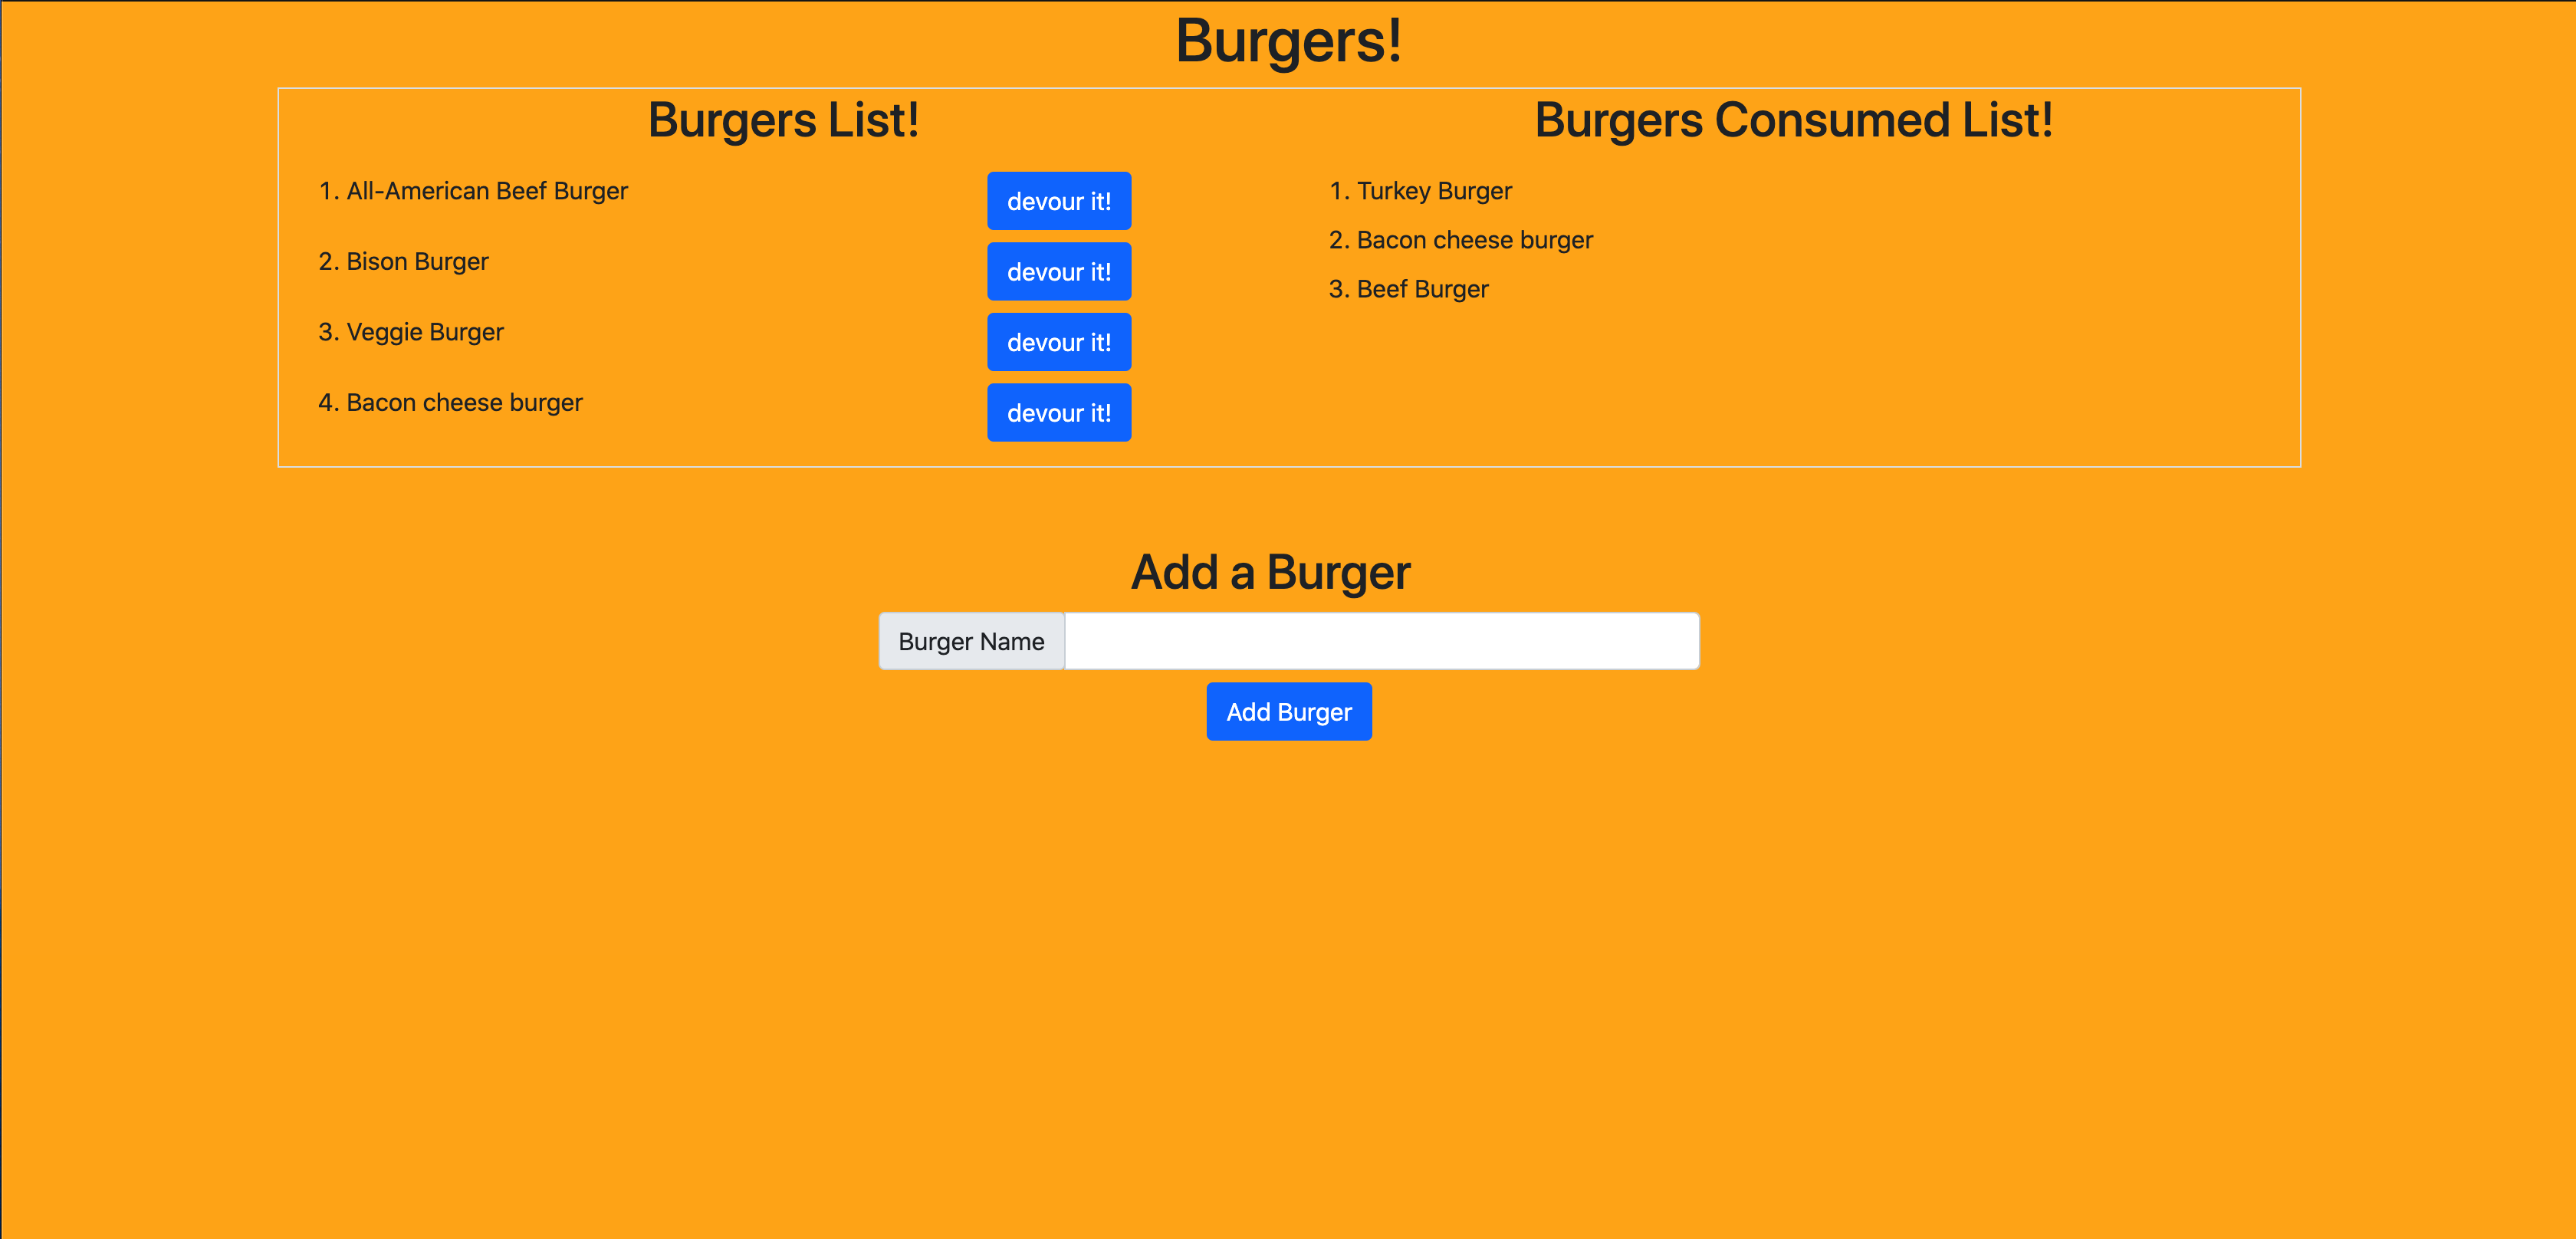 Burgers!
Burgers List!
1. All-American Beef Burger
devour it!
2. Bison Burger
devour it!
3. Veggie Burger
devour it!
4. Bacon cheese burger
devour it!
Burgers Consumed List!
1. Turkey Burger
2. Bacon cheese burger
3. Beef Burger
Add a Burger
Burger Name
Add Burger